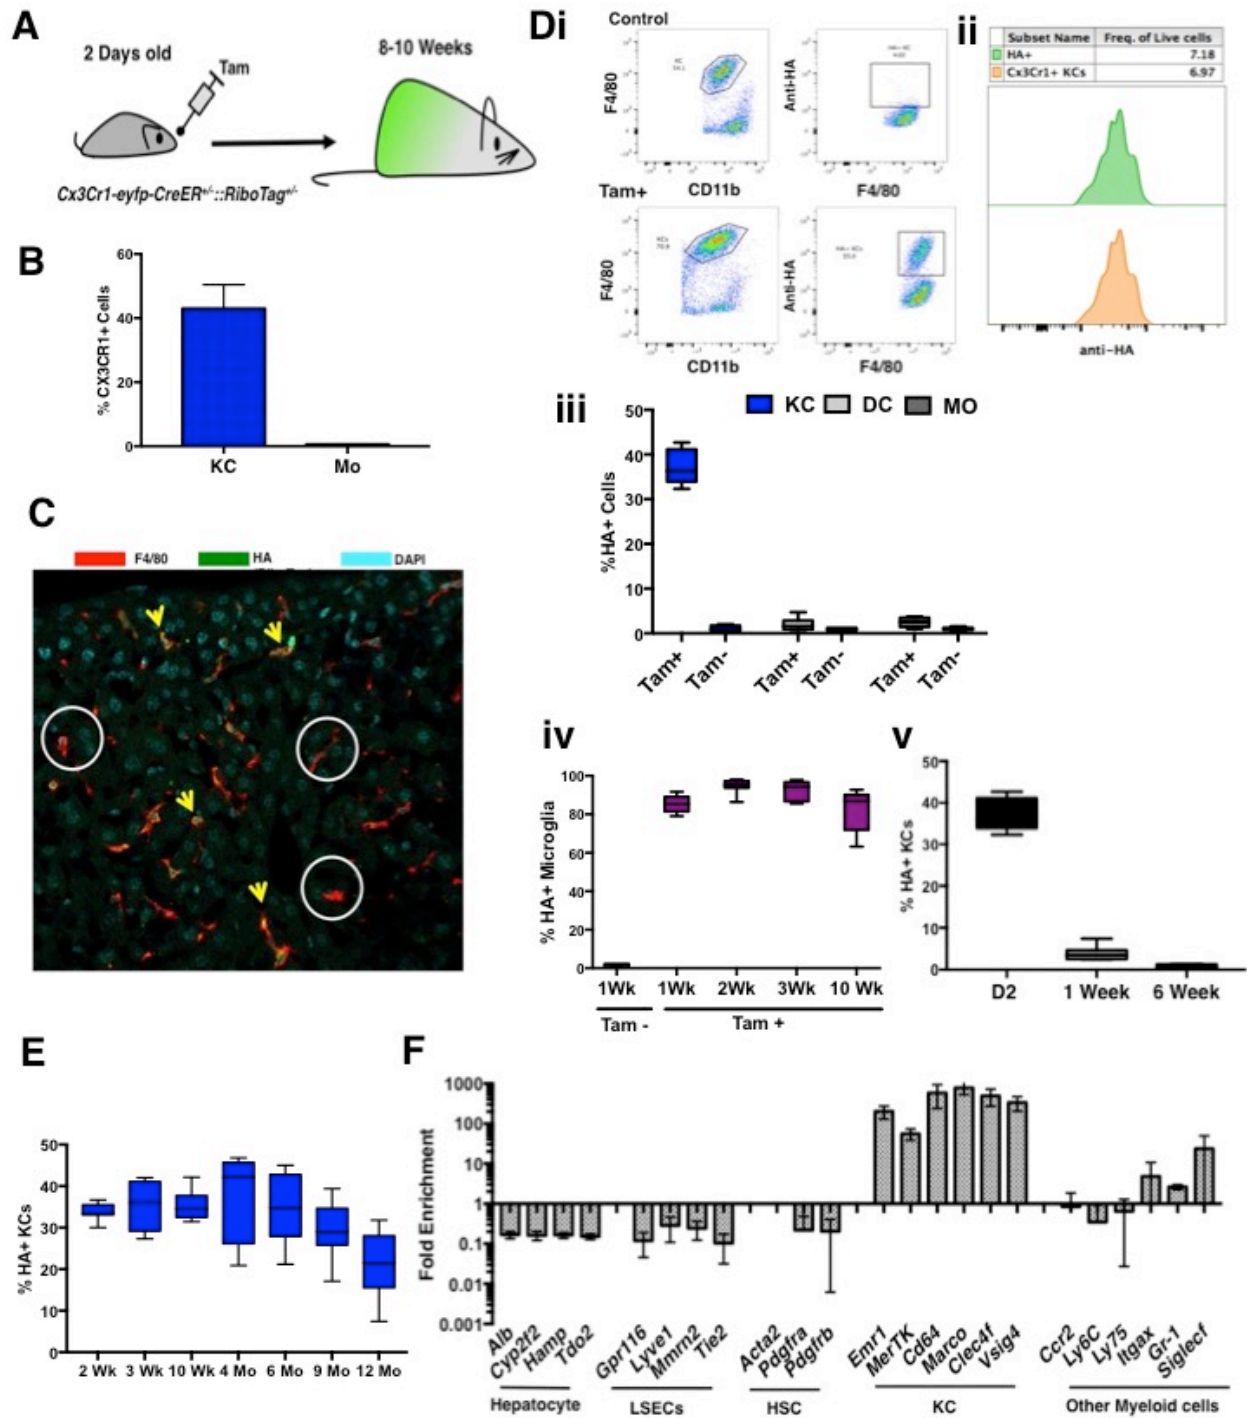 A
2 Days old
Tam
8-10 Weeks
Cx3Cr1-eyfp-CreER+/-::RiboTag+/-
B
% CX3CR1+ Cells
60
40
20
0
KC Mo
C
F4/80 HA DAPI
Di
Control
F4/80
CD11b
Anti-HA
F4/80
Tam+
F4/80
KCs
CD11b
Anti-HA
HA+ KCs
F4/80
ii
Subset Name Freq. of Live cells
HA+ 7.18
Cx3Cr1+ KCs 6.97
anti-HA
iii
KC DC MO
%HA+ Cells
50
40
30
20
10
0
Tam+ Tam- Tam+ Tam- Tam+ Tam-
iv
% HA+ Microglia
100
80
60
40
20
0
1Wk 1Wk 2Wk 3Wk 10 Wk
Tam - Tam +
v
% HA+ KCs
50
40
30
20
10
0
D2 1 Week 6 Week
E
% HA+ KCs
50
40
30
20
10
0
2 Wk 3 Wk 10 Wk 4 Mo 6 Mo 9 Mo 12 Mo
F
Fold Enrichment
1000
100
10
1
0.1
0.01
0.001
Alb Cyp2f2 Hamp Tdo2 Gpr116 Lyve1 Mmrn2 Tie2 Acta2 Pdgfra Pdgfrb Emr1 MerTK Cd64 Marco Clec4f Vsig4 Ccr2 Ly6C Ly75 Itgax Gr-1 Siglecf
Hepatocyte LSECs HSC KC Other Myeloid cells